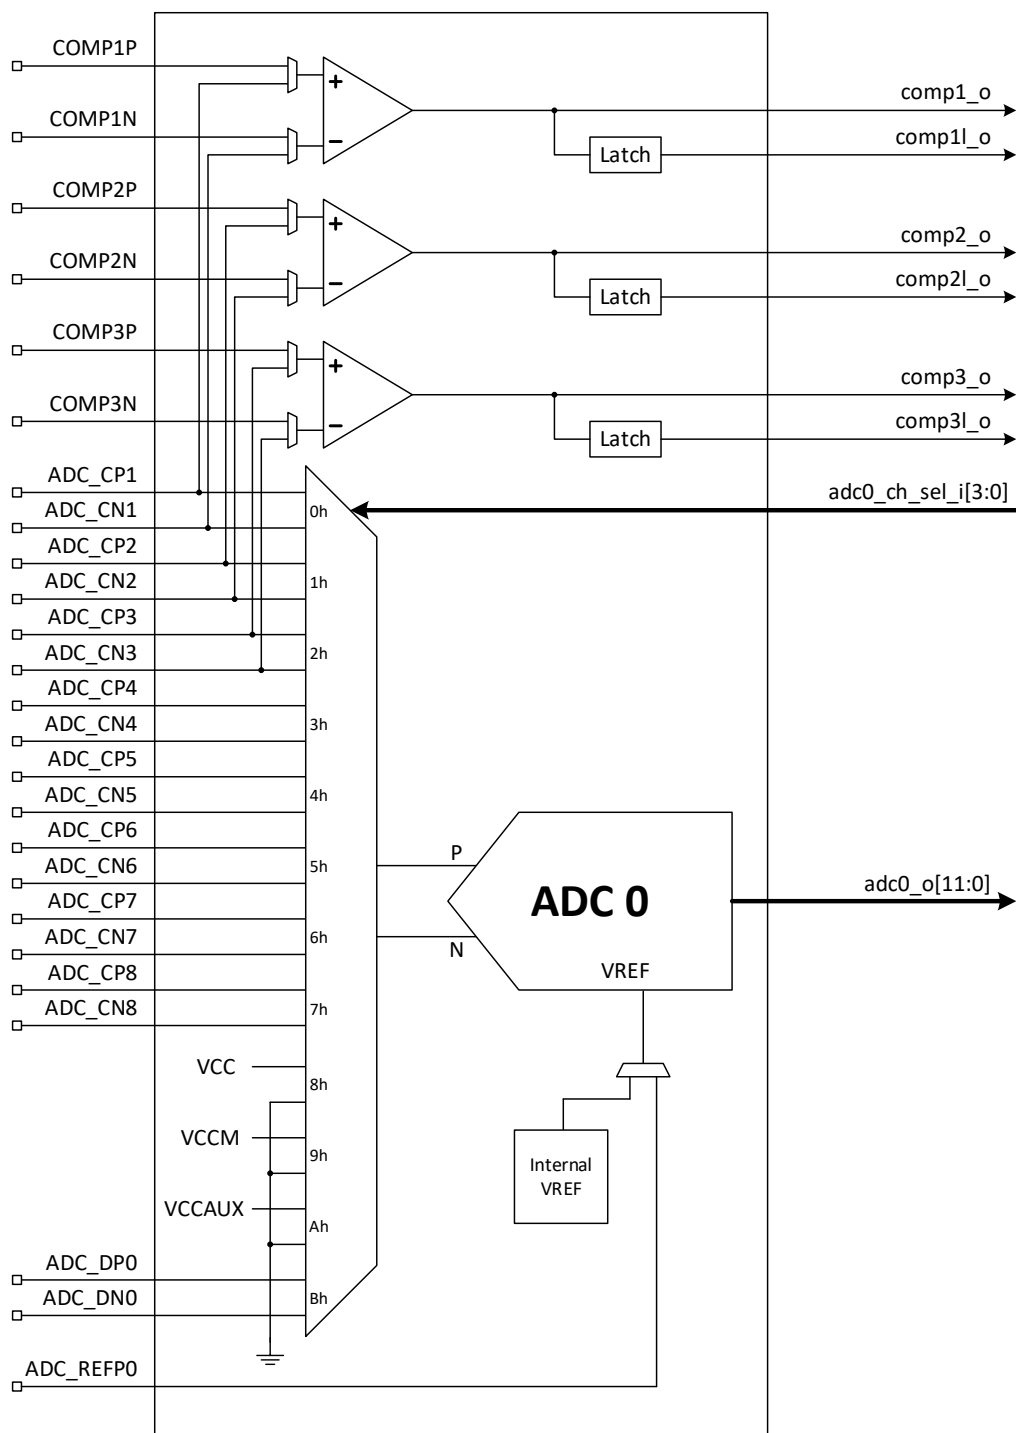 COMP1P
+
comp1_o
COMP1N
−
Latch
comp1l_o
COMP2P
+
comp2_o
COMP2N
−
Latch
comp2l_o
COMP3P
+
comp3_o
COMP3N
−
Latch
comp3l_o
ADC_CP1
0h
adc0_ch_sel_i[3:0]
ADC_CN1
ADC_CP2
1h
ADC_CN2
ADC_CP3
2h
ADC_CN3
ADC_CP4
3h
ADC_CN4
ADC_CP5
4h
ADC_CN5
ADC_CP6
5h
ADC_CN6
ADC_CP7
6h
ADC_CN7
ADC_CP8
7h
ADC_CN8
P
ADC 0
adc0_o[11:0]
N
VREF
VCC
8h
VCCM
9h
Internal
VREF
VCCAUX
Ah
ADC_DP0
Bh
ADC_DN0
ADC_REFP0